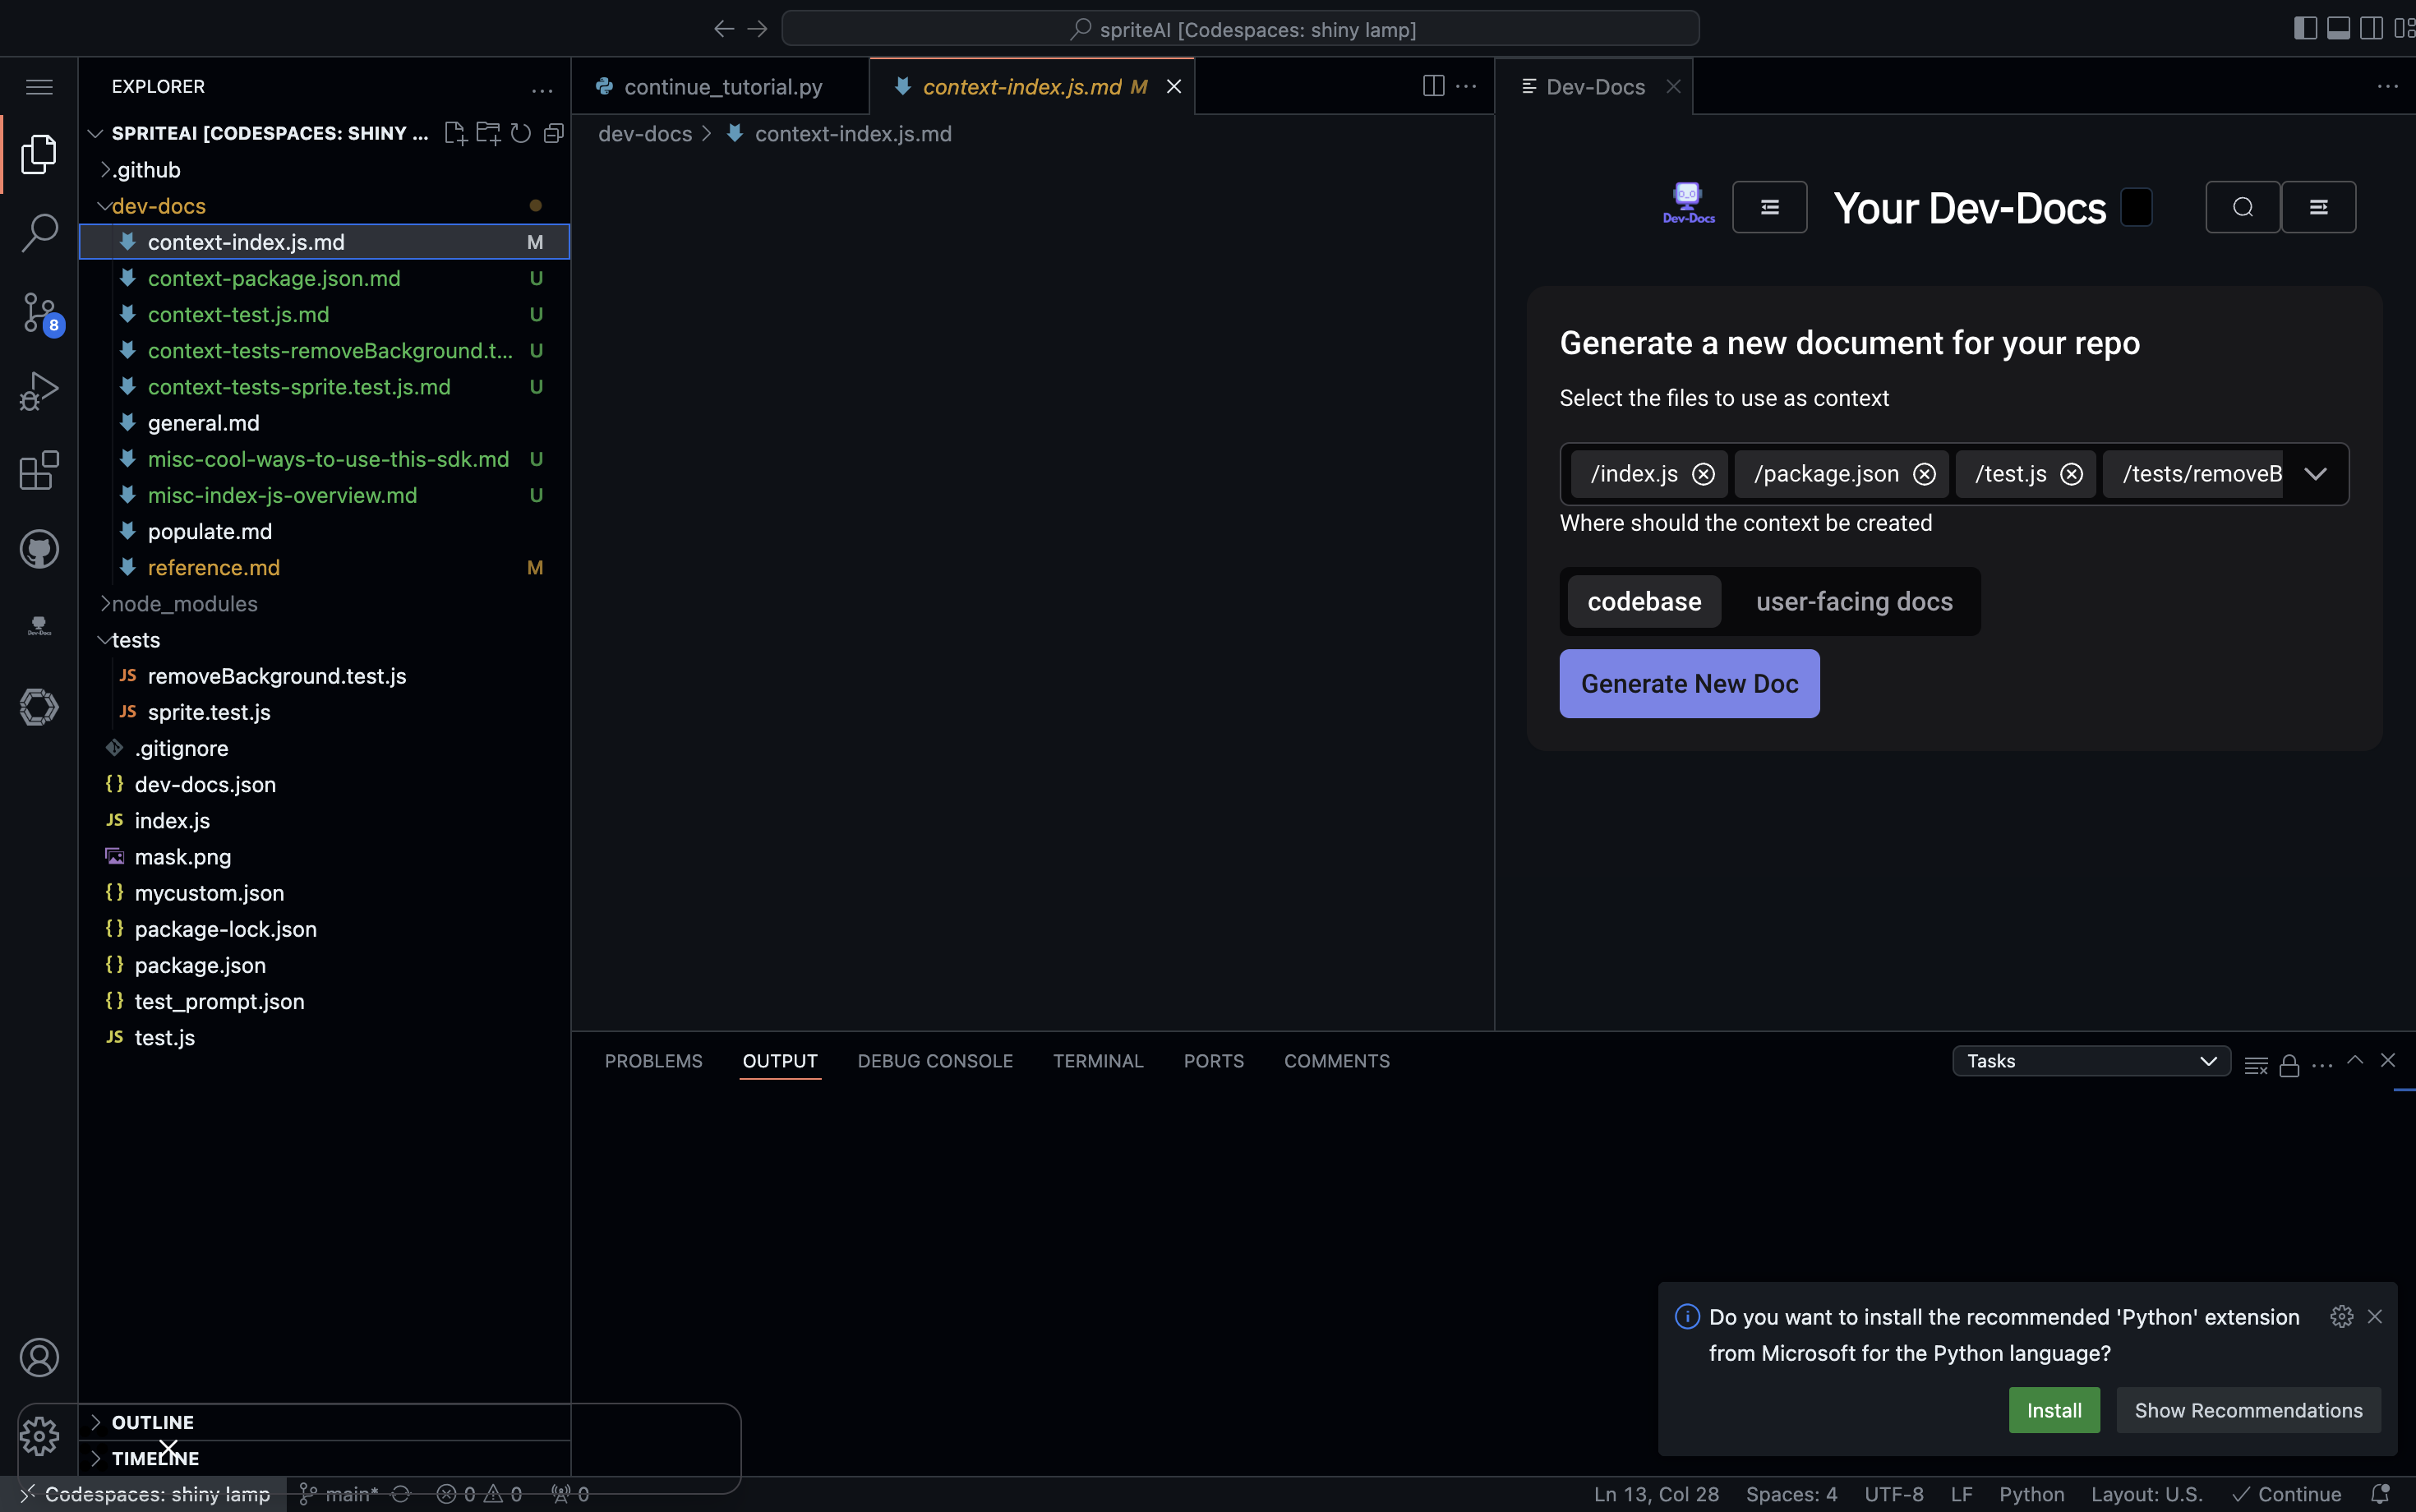 spriteAI [Codespaces: shiny lamp]
EXPLORER
SPRITEAI [CODESPACES: SHINY ...
.github
dev-docs
context-index.js.md M
context-package.json.md U
context-test.js.md U
context-tests-removeBackground.t... U
context-tests-sprite.test.js.md U
general.md
misc-cool-ways-to-use-this-sdk.md U
misc-index-js-overview.md U
populate.md
reference.md M
node_modules
tests
JS removeBackground.test.js
JS sprite.test.js
.gitignore
{} dev-docs.json
JS index.js
mask.png
{} mycustom.json
{} package-lock.json
{} package.json
{} test_prompt.json
JS test.js
OUTLINE
TIMELINE
8
Dev-Docs
continue_tutorial.py
context-index.js.md M
dev-docs > context-index.js.md
Dev-Docs
Dev-Docs
Your Dev-Docs
Generate a new document for your repo
Select the files to use as context
/index.js /package.json /test.js /tests/removeB
Where should the context be created
codebase user-facing docs
Generate New Doc
PROBLEMS OUTPUT DEBUG CONSOLE TERMINAL PORTS COMMENTS
Tasks
Do you want to install the recommended 'Python' extension
from Microsoft for the Python language?
Install Show Recommendations
Codespaces: shiny lamp main* 0 0 0 Ln 13, Col 28 Spaces: 4 UTF-8 LF Python Layout: U.S. Continue